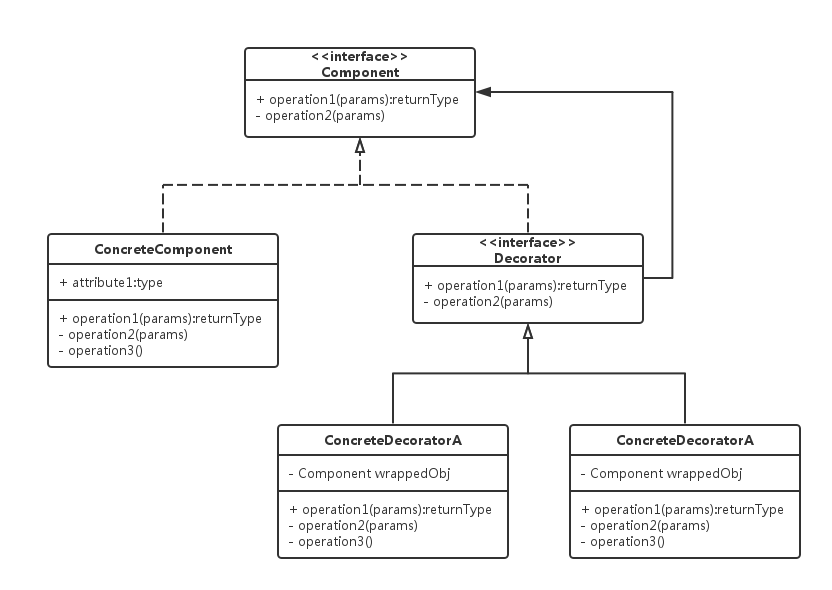 <<interface>>
Component
+ operation1(params):returnType
- operation2(params)
ConcreteComponent
+ attribute1:type
+ operation1(params):returnType
- operation2(params)
- operation3()
<<interface>>
Decorator
+ operation1(params):returnType
- operation2(params)
ConcreteDecoratorA
- Component wrappedObj
+ operation1(params):returnType
- operation2(params)
- operation3()
ConcreteDecoratorA
- Component wrappedObj
+ operation1(params):returnType
- operation2(params)
- operation3()